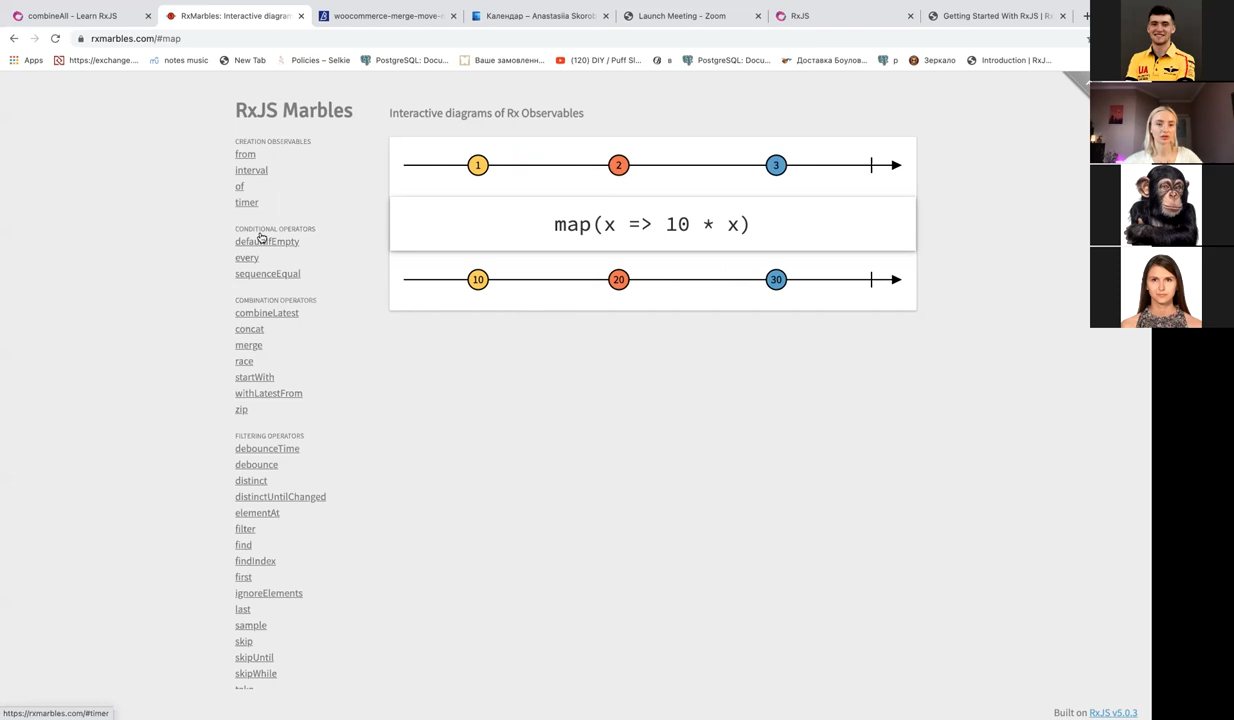 combineAll - Learn RxJS
RxMarbles: Interactive diagram
woocommerce-merge-move-
Календар – Anastasiia Skorob
Launch Meeting - Zoom
RxJS
Getting Started With RxJS | R
rxmarbles.com/#map
Apps
https://exchange....
notes music
New Tab
Policies – Selkie
PostgreSQL: Docu...
Ваше замовленн...
(120) DIY / Puff Sl...
в
PostgreSQL: Docu...
Доставка Боулов...
р
Зеркало
Introduction | RxJ...
RxJS Marbles
Interactive diagrams of Rx Observables
CREATION OBSERVABLES
from
interval
of
timer
CONDITIONAL OPERATORS
defaultIfEmpty
every
sequenceEqual
COMBINATION OPERATORS
combineLatest
concat
merge
race
startWith
withLatestFrom
zip
FILTERING OPERATORS
debounceTime
debounce
distinct
distinctUntilChanged
elementAt
filter
find
findIndex
first
ignoreElements
last
sample
skip
skipUntil
skipWhile
take
1 2 3
map(x => 10 * x)
10 20 30
UA
https://rxmarbles.com/#timer
Built on RxJS v5.0.3